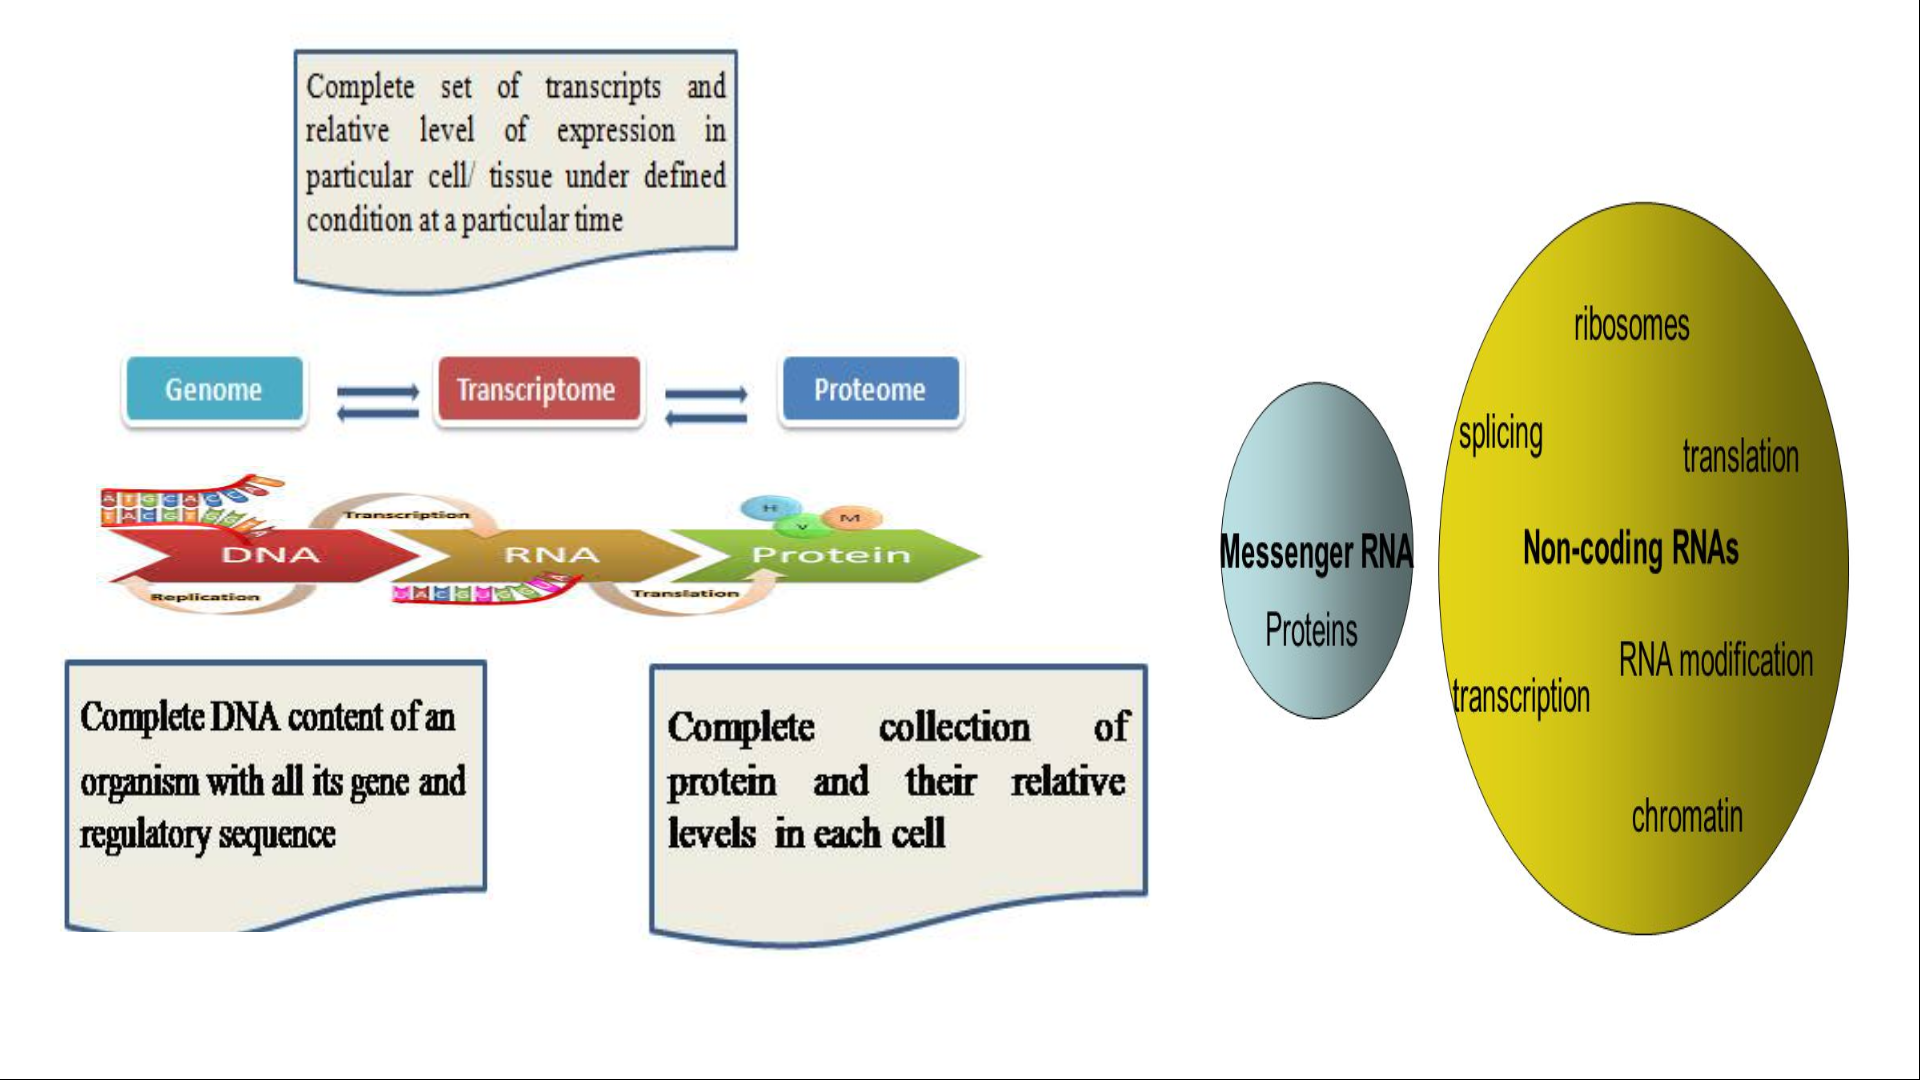 Complete set of transcripts and
relative level of expression in
particular cell/ tissue under defined
condition at a particular time
Genome
Transcriptome
Proteome
Transcription
DNA
RNA
Protein
H
V
M
Replication
Translation
Complete DNA content of an
organism with all its gene and
regulatory sequence
Complete collection of
protein and their relative
levels in each cell
Messenger RNA
Proteins
ribosomes
splicing
translation
Non-coding RNAs
RNA modification
transcription
chromatin